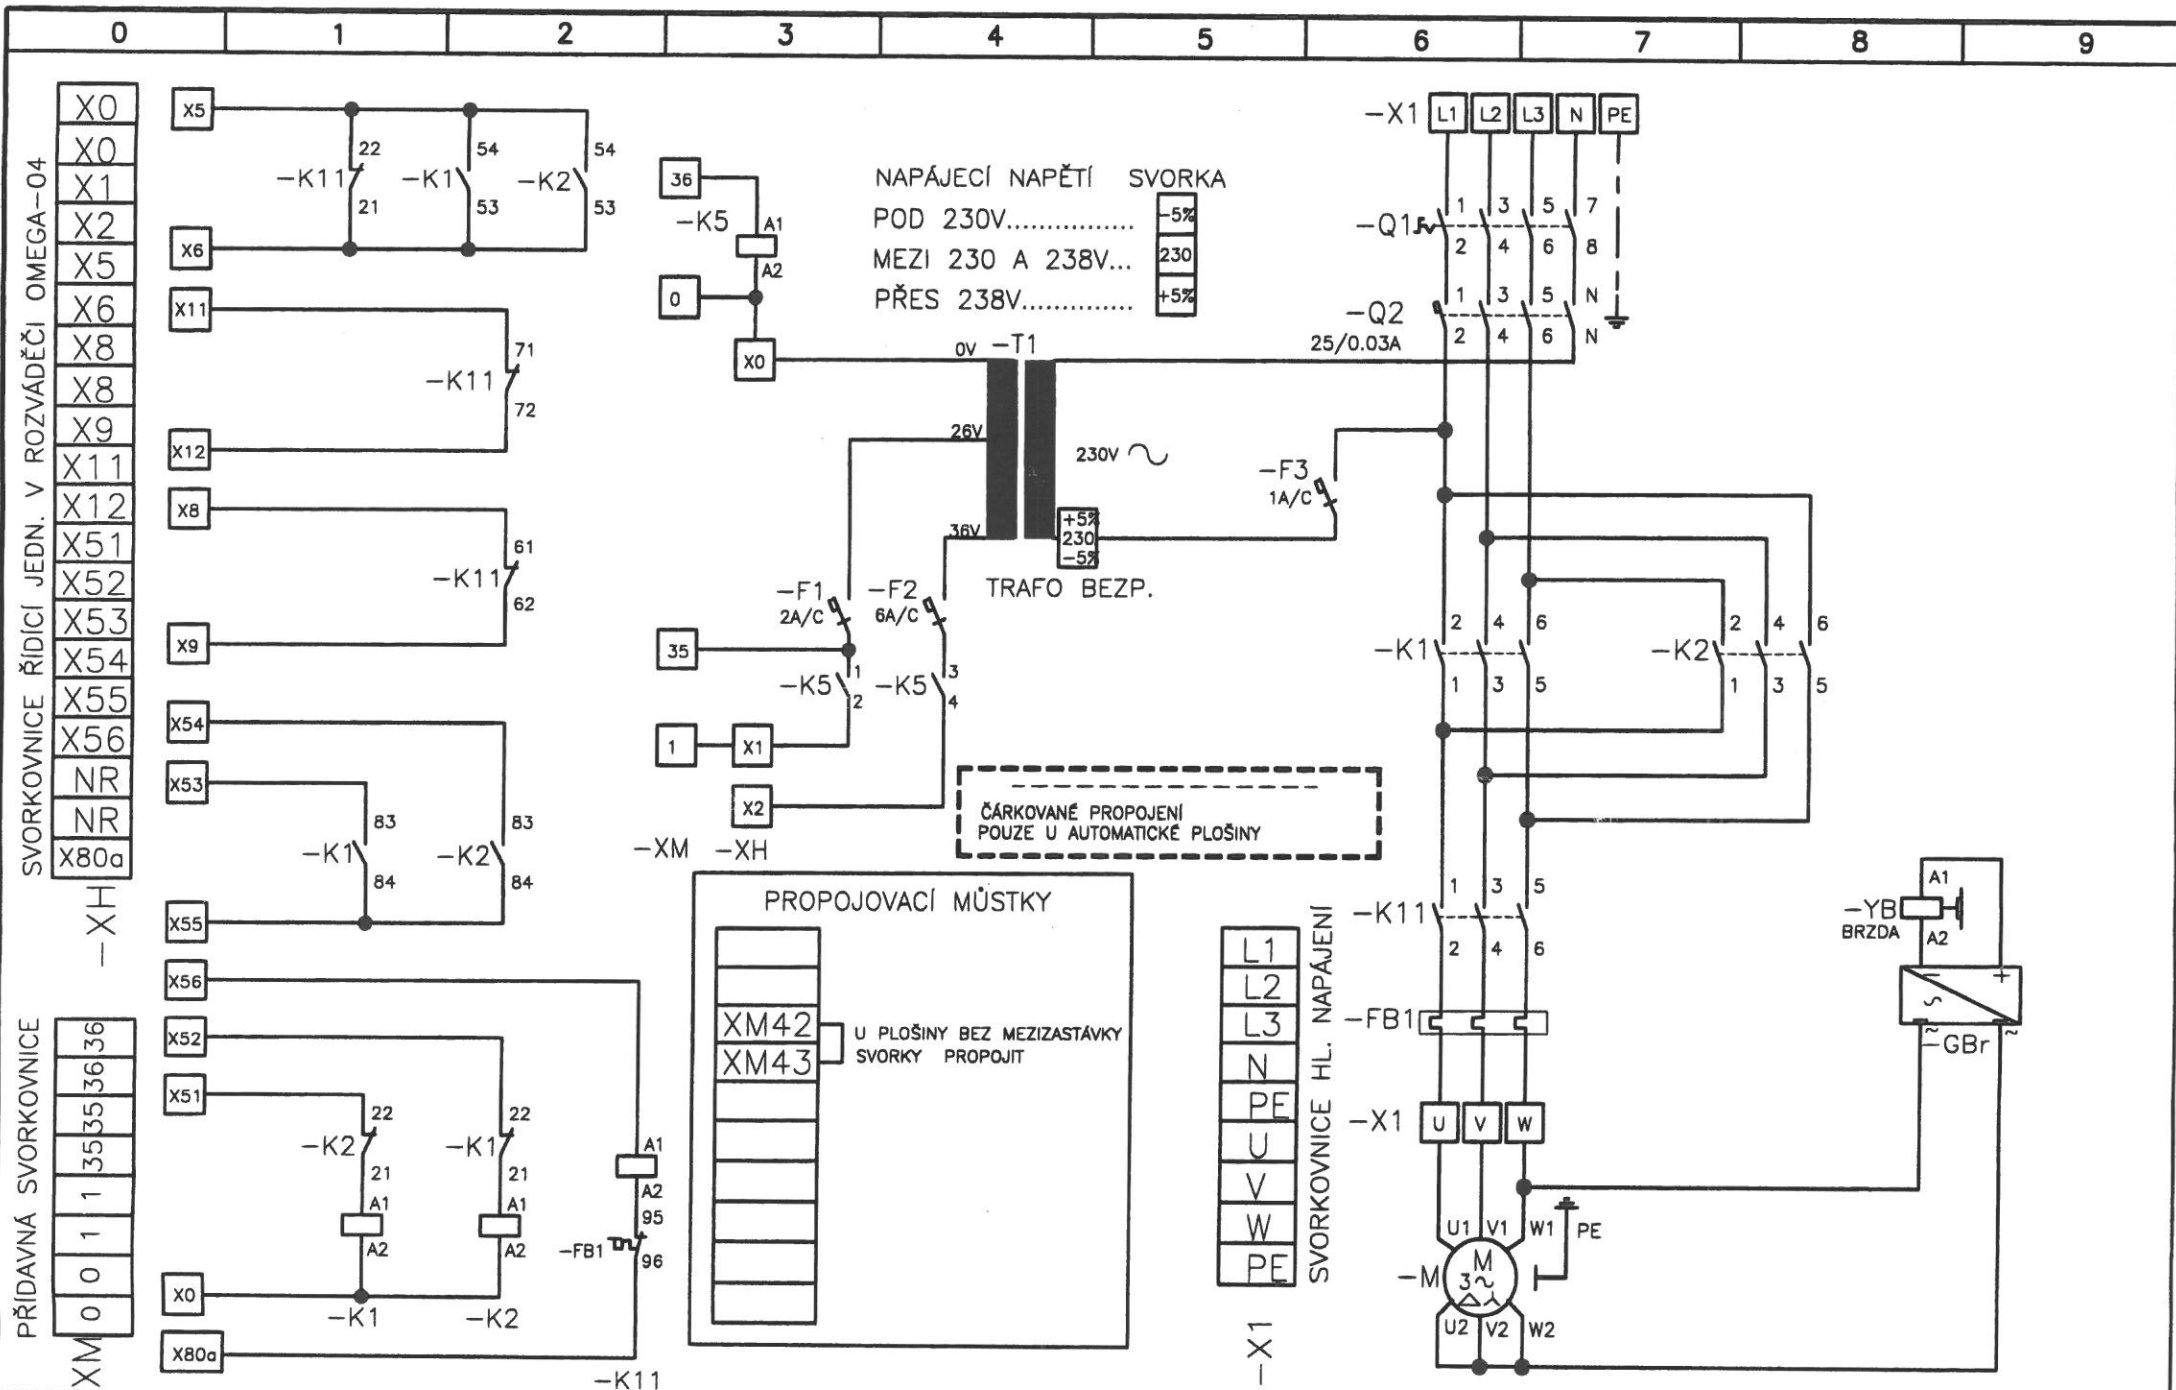 0 1 2 3 4 5 6 7 8 9
SVORKOVNICE ŘÍDÍCÍ JEDN. V ROZVÁDĚČI OMEGA-04
X0
X0
X1
X2
X5
X6
X8
X8
X9
X11
X12
X51
X52
X53
X54
X55
X56
NR
NR
X80a
-XH
PŘÍDAVNÁ SVORKOVNICE
36
36
35
35
1
1
0
0
XM
X5
22 54 54
-K11 -K1 -K2
21 53 53
X6
X11
71
-K11
72
X12
X8
61
-K11
62
X9
X54
X53
83 83
-K1 -K2
84 84
X55
X56
X52
X51
22 22
-K2 -K1
21 21
A1 A1
A2 A2
X0
-K1 -K2
A1
A2
95
-FB1
96
X80a
-K11
36
-K5 A1
A2
0
X0
NAPÁJECÍ NAPĚTÍ SVORKA
POD 230V................ -5%
MEZI 230 A 238V... 230
PŘES 238V.............. +5%
0V -T1
26V
230V
36V
+5%
230
-5%
TRAFO BEZP.
-F3
1A/C
-F1 -F2
2A/C 6A/C
35
1 3
-K5 -K5
2 4
1 X1
X2
-XM -XH
ČÁRKOVANÉ PROPOJENÍ
POUZE U AUTOMATICKÉ PLOŠINY
PROPOJOVACÍ MŮSTKY
XM42
XM43
U PLOŠINY BEZ MEZIZASTÁVKY
SVORKY PROPOJIT
L1
L2
L3
N
PE
U
V
W
PE
SVORKOVNICE HL. NAPÁJENÍ
-X1
-X1 L1 L2 L3 N PE
1 3 5 7
-Q1
2 4 6 8
1 3 5 N
-Q2
25/0.03A 2 4 6 N
2 4 6 2 4 6
-K1 -K2
1 3 5 1 3 5
1 3 5
-K11
2 4 6
-FB1
-X1 U V W
U1 V1 W1 PE
-M M
3~
U2 V2 W2
A1
-YB
BRZDA A2
- +
~ ~
-GBr